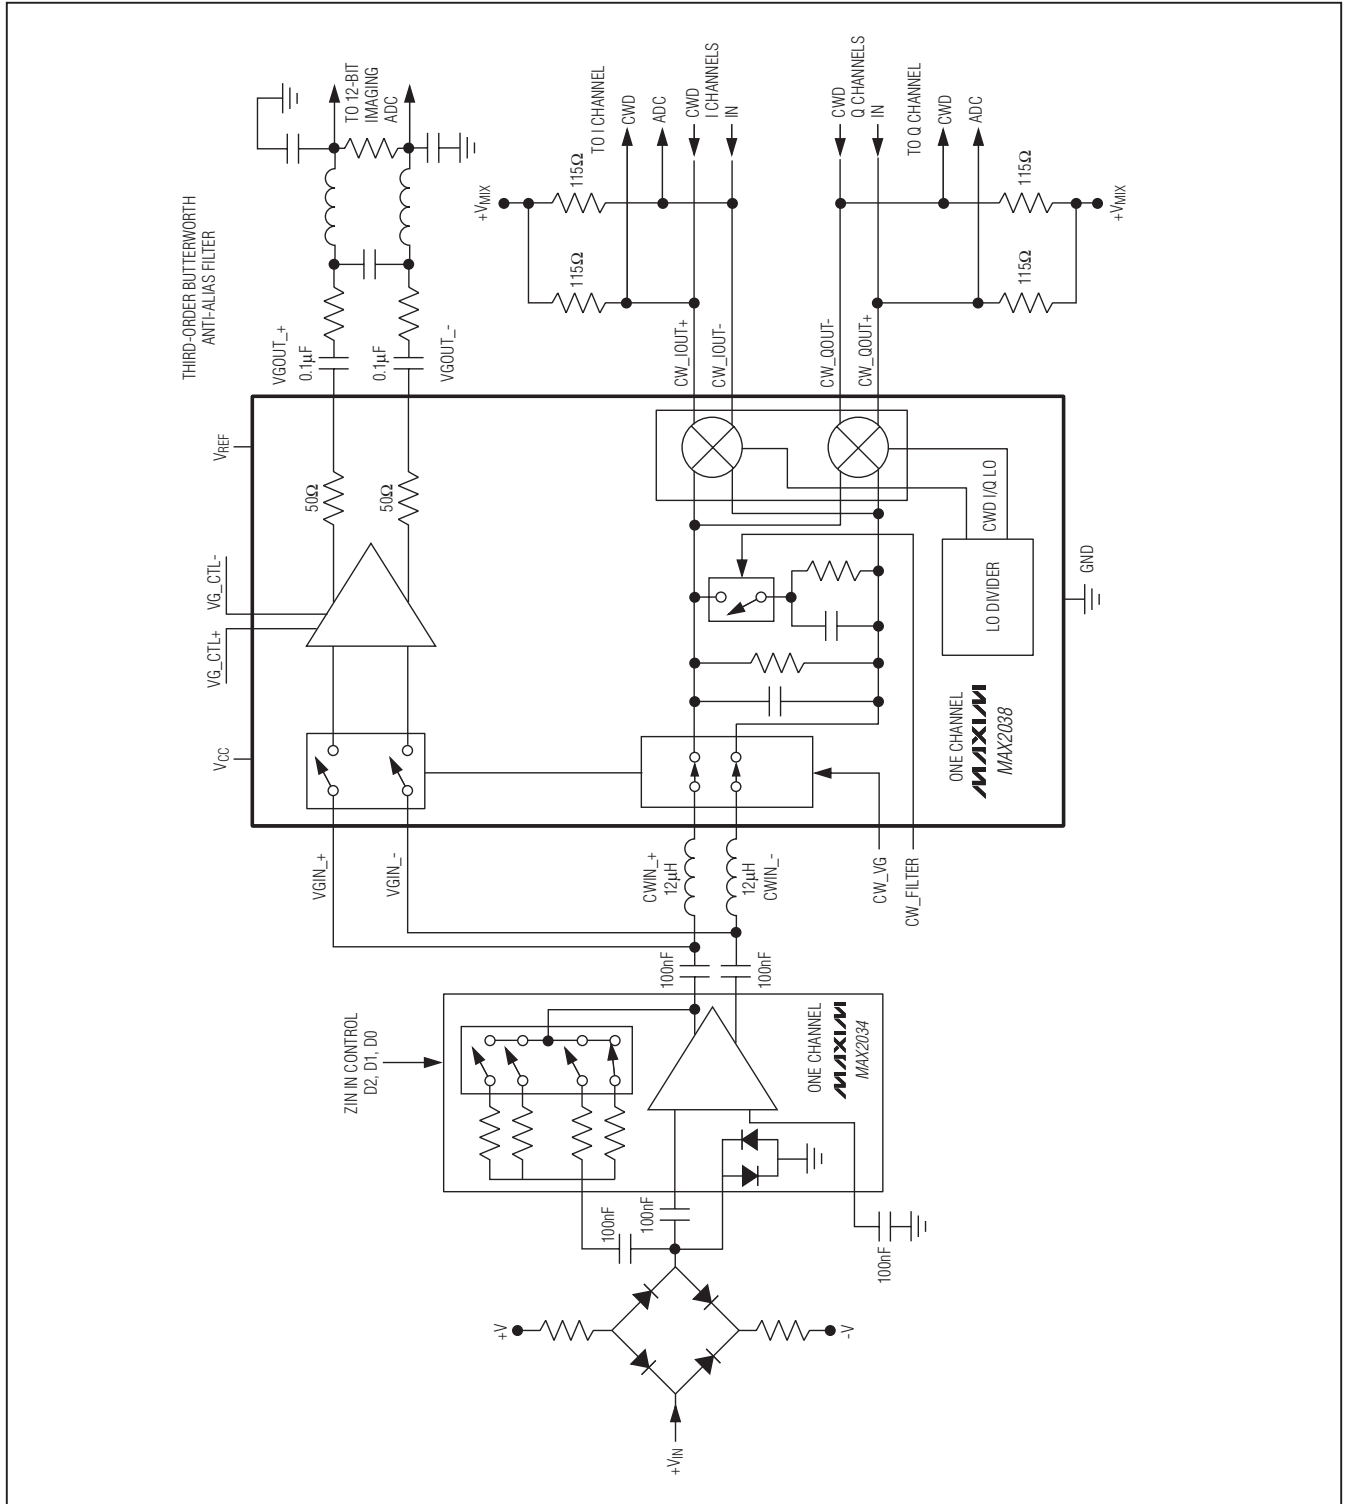 +VIN
+V
-V
100nF
100nF
100nF
ZIN IN CONTROL
D2, D1, D0
ONE CHANNEL
MAXIM
MAX2034
100nF
100nF
VGIN_+
VGIN_-
CWIN_+
12µH
12µH
CWIN_-
CW_VG
CW_FILTER
VCC
VG_CTL+
VG_CTL-
VREF
50Ω
50Ω
ONE CHANNEL
MAXIM
MAX2038
LO DIVIDER
CWD I/Q LO
GND
THIRD-ORDER BUTTERWORTH
ANTI-ALIAS FILTER
VGOUT_+
0.1µF
0.1µF
VGOUT_-
TO 12-BIT
IMAGING
ADC
CW_IOUT+
CW_IOUT-
CW_QOUT-
CW_QOUT+
+VMIX
115Ω
115Ω
TO I CHANNEL
CWD
ADC
CWD
I CHANNELS
IN
CWD
Q CHANNELS
IN
TO Q CHANNEL
CWD
ADC
115Ω
115Ω
+VMIX